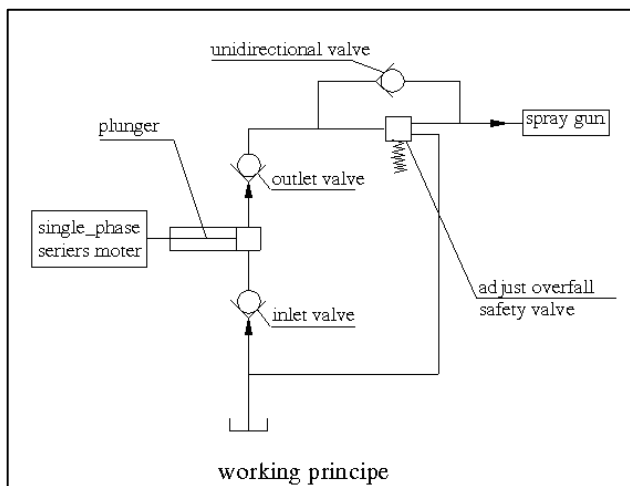 unidirectional valve
plunger
spray gun
outlet valve
single_phase
seriers moter
adjust overfall
safety valve
inlet valve
working principe